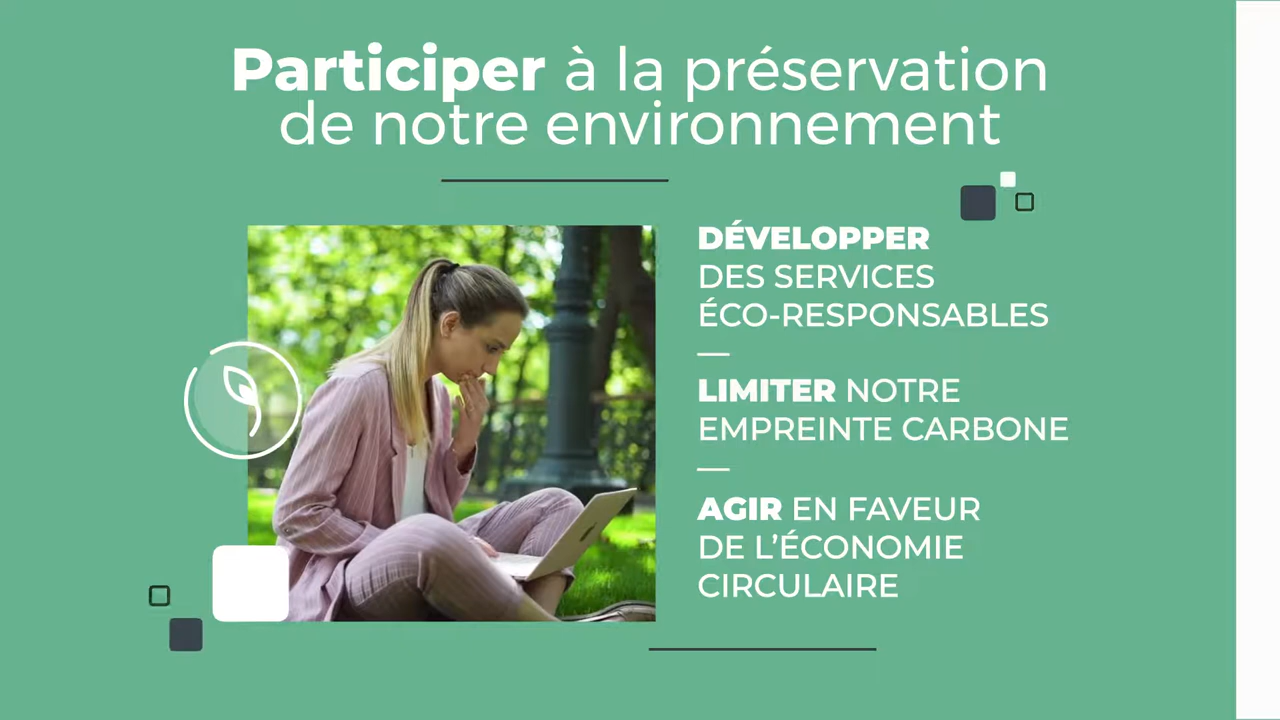 Participer à la préservation
de notre environnement
DÉVELOPPER
DES SERVICES
ÉCO-RESPONSABLES
LIMITER NOTRE
EMPREINTE CARBONE
AGIR EN FAVEUR
DE L’ÉCONOMIE
CIRCULAIRE